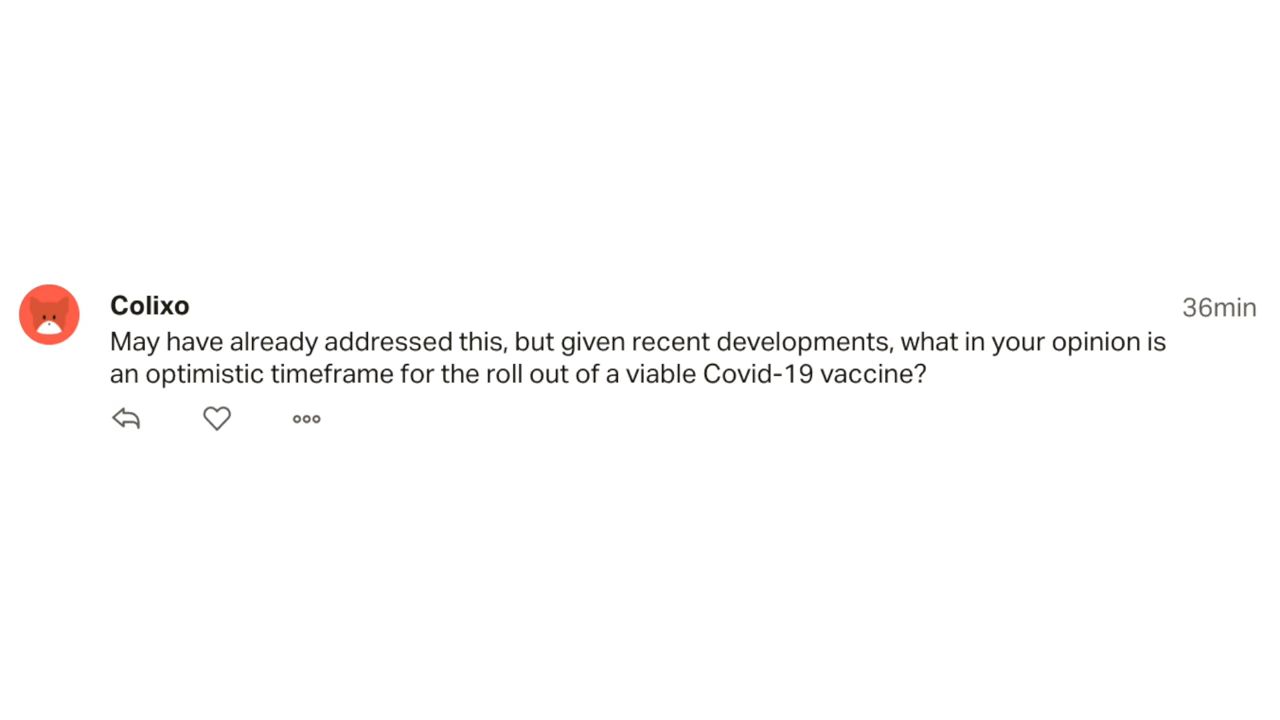 Colixo
36min
May have already addressed this, but given recent developments, what in your opinion is
an optimistic timeframe for the roll out of a viable Covid-19 vaccine?